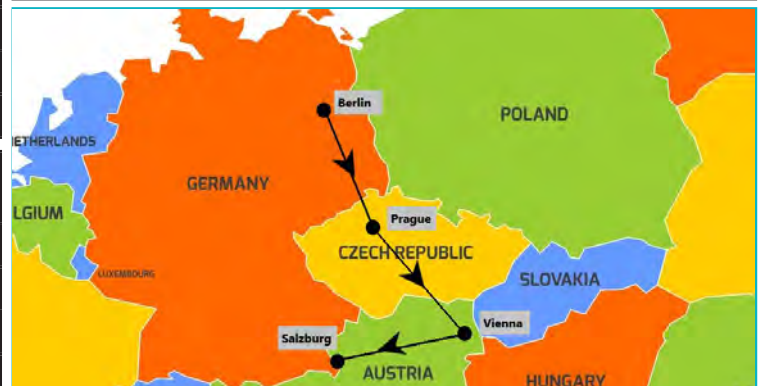 Berlin
POLAND
ETHERLANDS
GERMANY
LGIUM
Prague
CZECH REPUBLIC
LUXEMBOURG
SLOVAKIA
Vienna
Salzburg
AUSTRIA
HUNGARY